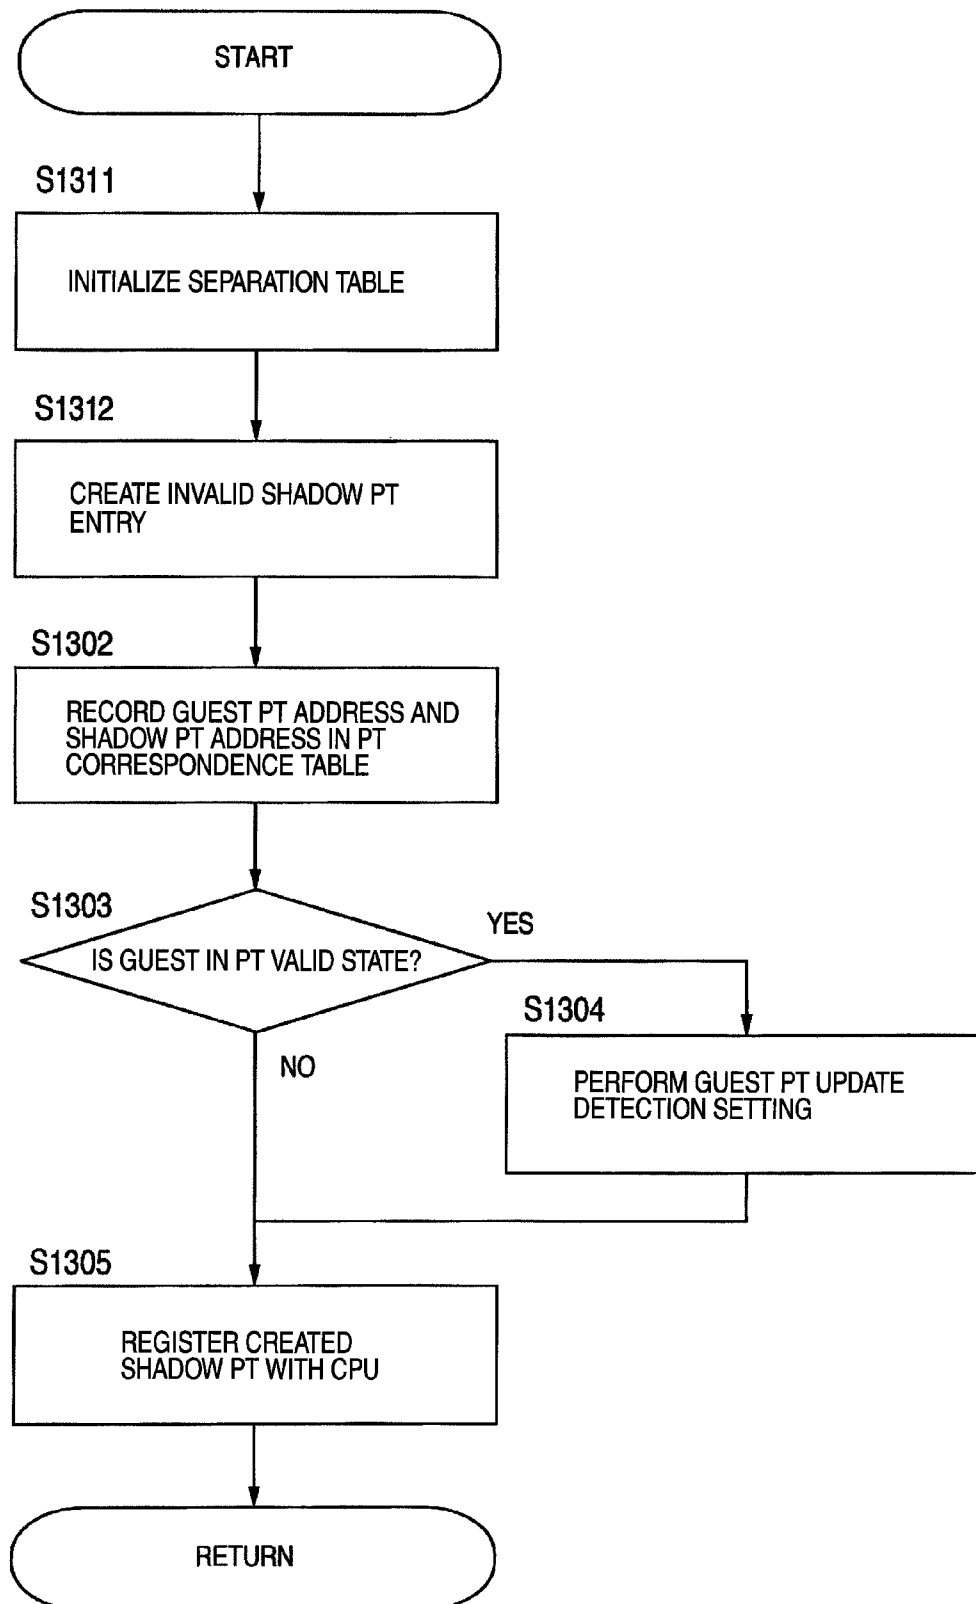 START
S1311
INITIALIZE SEPARATION TABLE
S1312
CREATE INVALID SHADOW PT
ENTRY
S1302
RECORD GUEST PT ADDRESS AND
SHADOW PT ADDRESS IN PT
CORRESPONDENCE TABLE
S1303
IS GUEST IN PT VALID STATE?
YES
NO
S1304
PERFORM GUEST PT UPDATE
DETECTION SETTING
S1305
REGISTER CREATED
SHADOW PT WITH CPU
RETURN